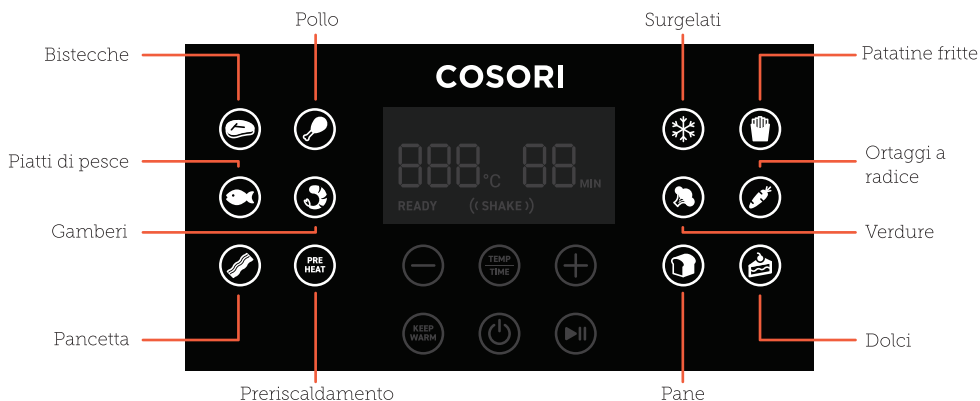 Pollo
Surgelati
Bistecche
Patatine fritte
COSORI
Piatti di pesce
Ortaggi a
radice
888 °C 88 MIN
READY ((SHAKE))
Gamberi
Verdure
PRE
HEAT
TEMP
TIME
KEEP
WARM
Pancetta
Dolci
Preriscaldamento
Pane